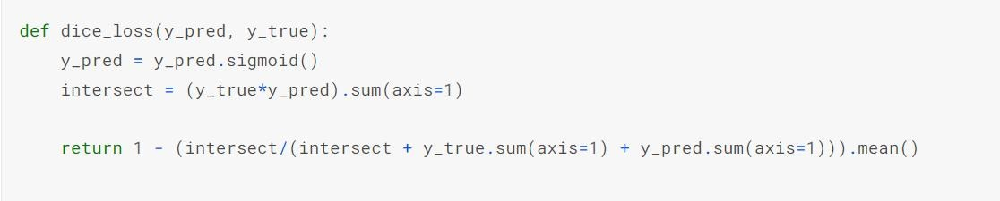 def dice_loss(y_pred, y_true):
    y_pred = y_pred.sigmoid()
    intersect = (y_true*y_pred).sum(axis=1)
    return 1 - (intersect/(intersect + y_true.sum(axis=1) + y_pred.sum(axis=1))).mean()